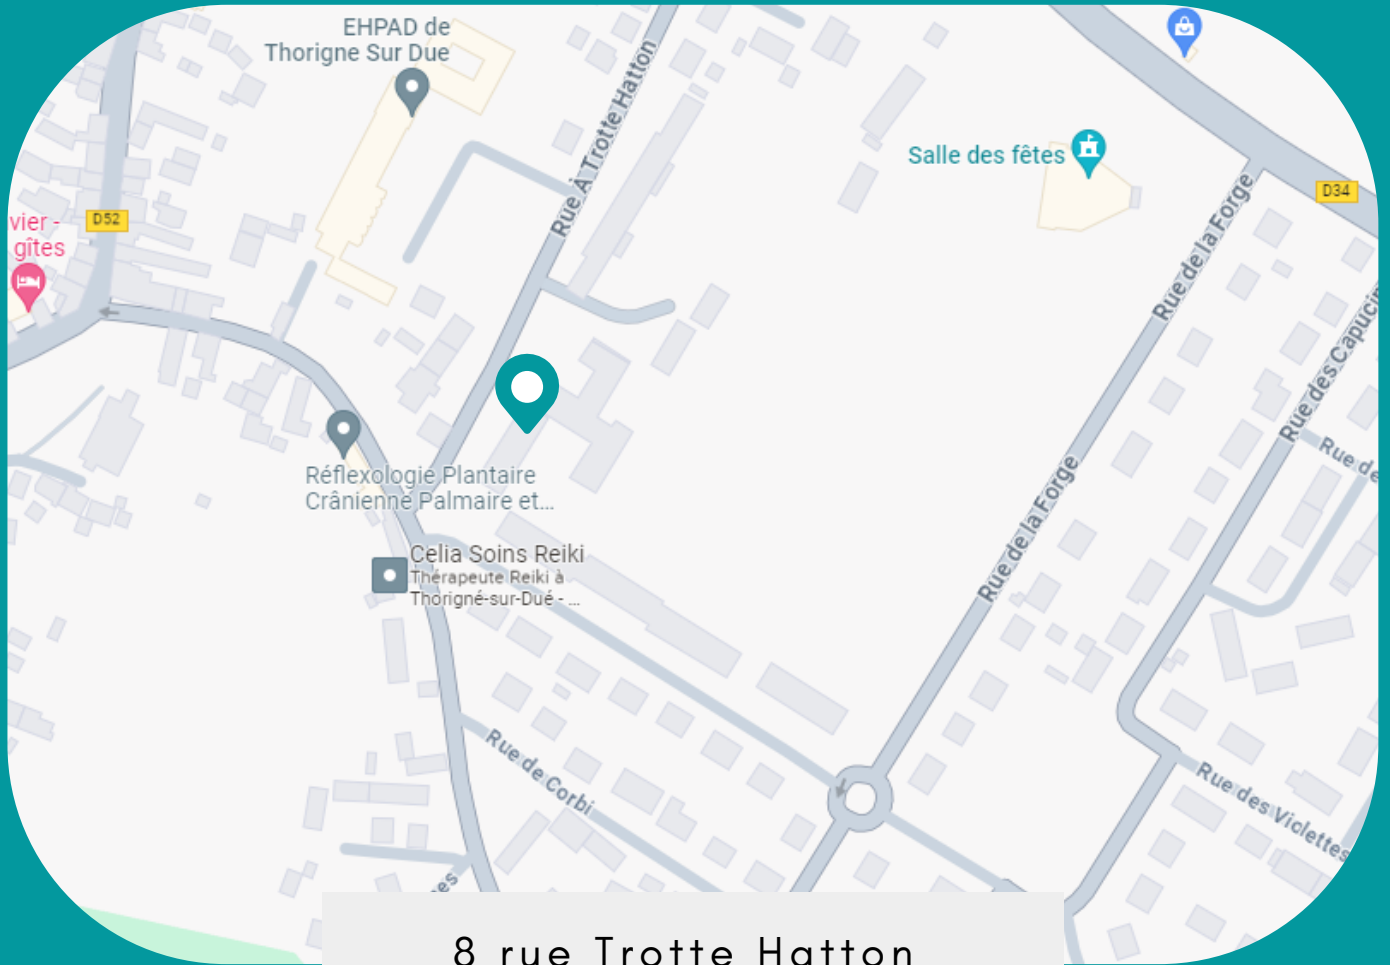 EHPAD de
Thorigne Sur Due
Rue À Trotte Hatton
Salle des fêtes
D34
D52
vier -
gîtes
Rue de la Forge
Rue des Capucin
Rue de
Réflexologie Plantaire
Crânienne Palmaire et...
Rue de la Forge
Celia Soins Reiki
Thérapeute Reiki à
Thorigné-sur-Dué - ...
Rue de Corbi
Rue des Violettes
es
8 rue Trotte Hatton